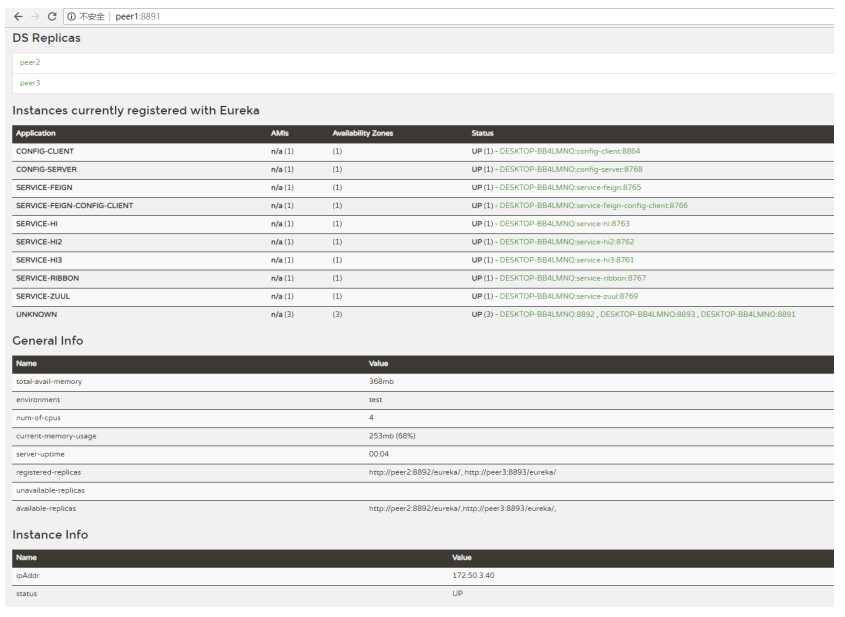 不安全 | peer1:8891
DS Replicas
peer2
peer3
Instances currently registered with Eureka
Application AMIs Availability Zones Status
CONFIG-CLIENT n/a (1) (1) UP (1) - DESKTOP-BB4LMNQ:config-client:8864
CONFIG-SERVER n/a (1) (1) UP (1) - DESKTOP-BB4LMNQ:config-server:8768
SERVICE-FEIGN n/a (1) (1) UP (1) - DESKTOP-BB4LMNQ:service-feign:8765
SERVICE-FEIGN-CONFIG-CLIENT n/a (1) (1) UP (1) - DESKTOP-BB4LMNQ:service-feign-config-client:8766
SERVICE-HI n/a (1) (1) UP (1) - DESKTOP-BB4LMNQ:service-hi:8763
SERVICE-HI2 n/a (1) (1) UP (1) - DESKTOP-BB4LMNQ:service-hi2:8762
SERVICE-HI3 n/a (1) (1) UP (1) - DESKTOP-BB4LMNQ:service-hi3:8761
SERVICE-RIBBON n/a (1) (1) UP (1) - DESKTOP-BB4LMNQ:service-ribbon:8767
SERVICE-ZUUL n/a (1) (1) UP (1) - DESKTOP-BB4LMNQ:service-zuul:8769
UNKNOWN n/a (3) (3) UP (3) - DESKTOP-BB4LMNQ:8892 , DESKTOP-BB4LMNQ:8893 , DESKTOP-BB4LMNQ:8891
General Info
Name Value
total-avail-memory 368mb
environment test
num-of-cpus 4
current-memory-usage 253mb (68%)
server-uptime 00:04
registered-replicas http://peer2:8892/eureka/, http://peer3:8893/eureka/
unavailable-replicas
available-replicas http://peer2:8892/eureka/,http://peer3:8893/eureka/,
Instance Info
Name Value
ipAddr 172.50.3.40
status UP